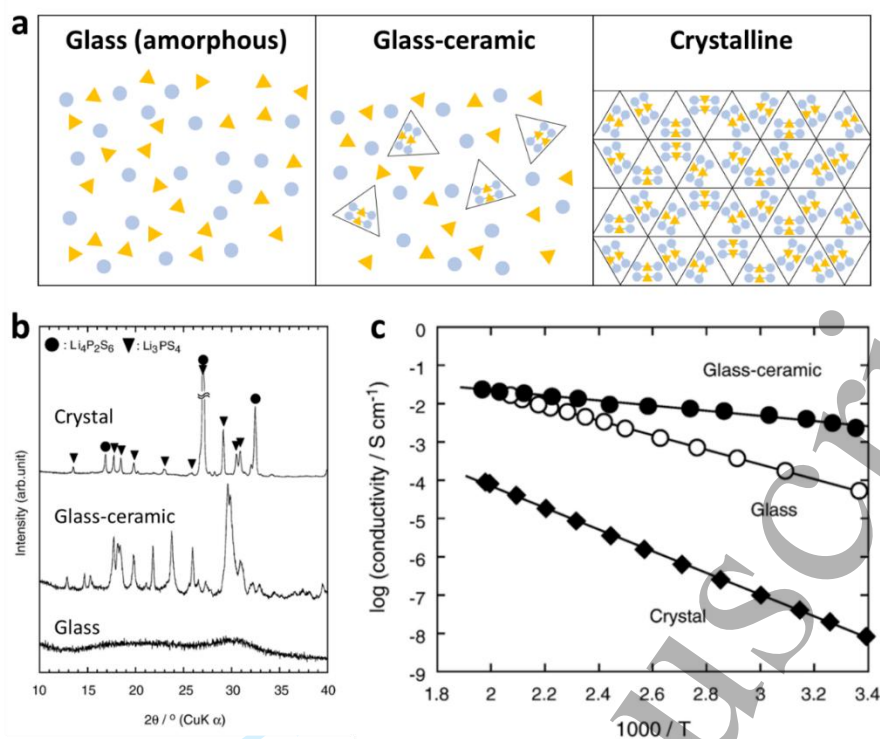 a
Glass (amorphous)
Glass-ceramic
Crystalline
b
● : Li₄P₂S₆ ▼ : Li₃PS₄
Crystal
Glass-ceramic
Glass
Intensity (arb.unit)
10 15 20 25 30 35 40
2θ / ° (CuK α)
c
0
-1
-2
-3
-4
-5
-6
-7
-8
-9
log (conductivity / S cm⁻¹)
Glass-ceramic
Glass
Crystal
1.8 2 2.2 2.4 2.6 2.8 3 3.2 3.4
1000 / T
uscri